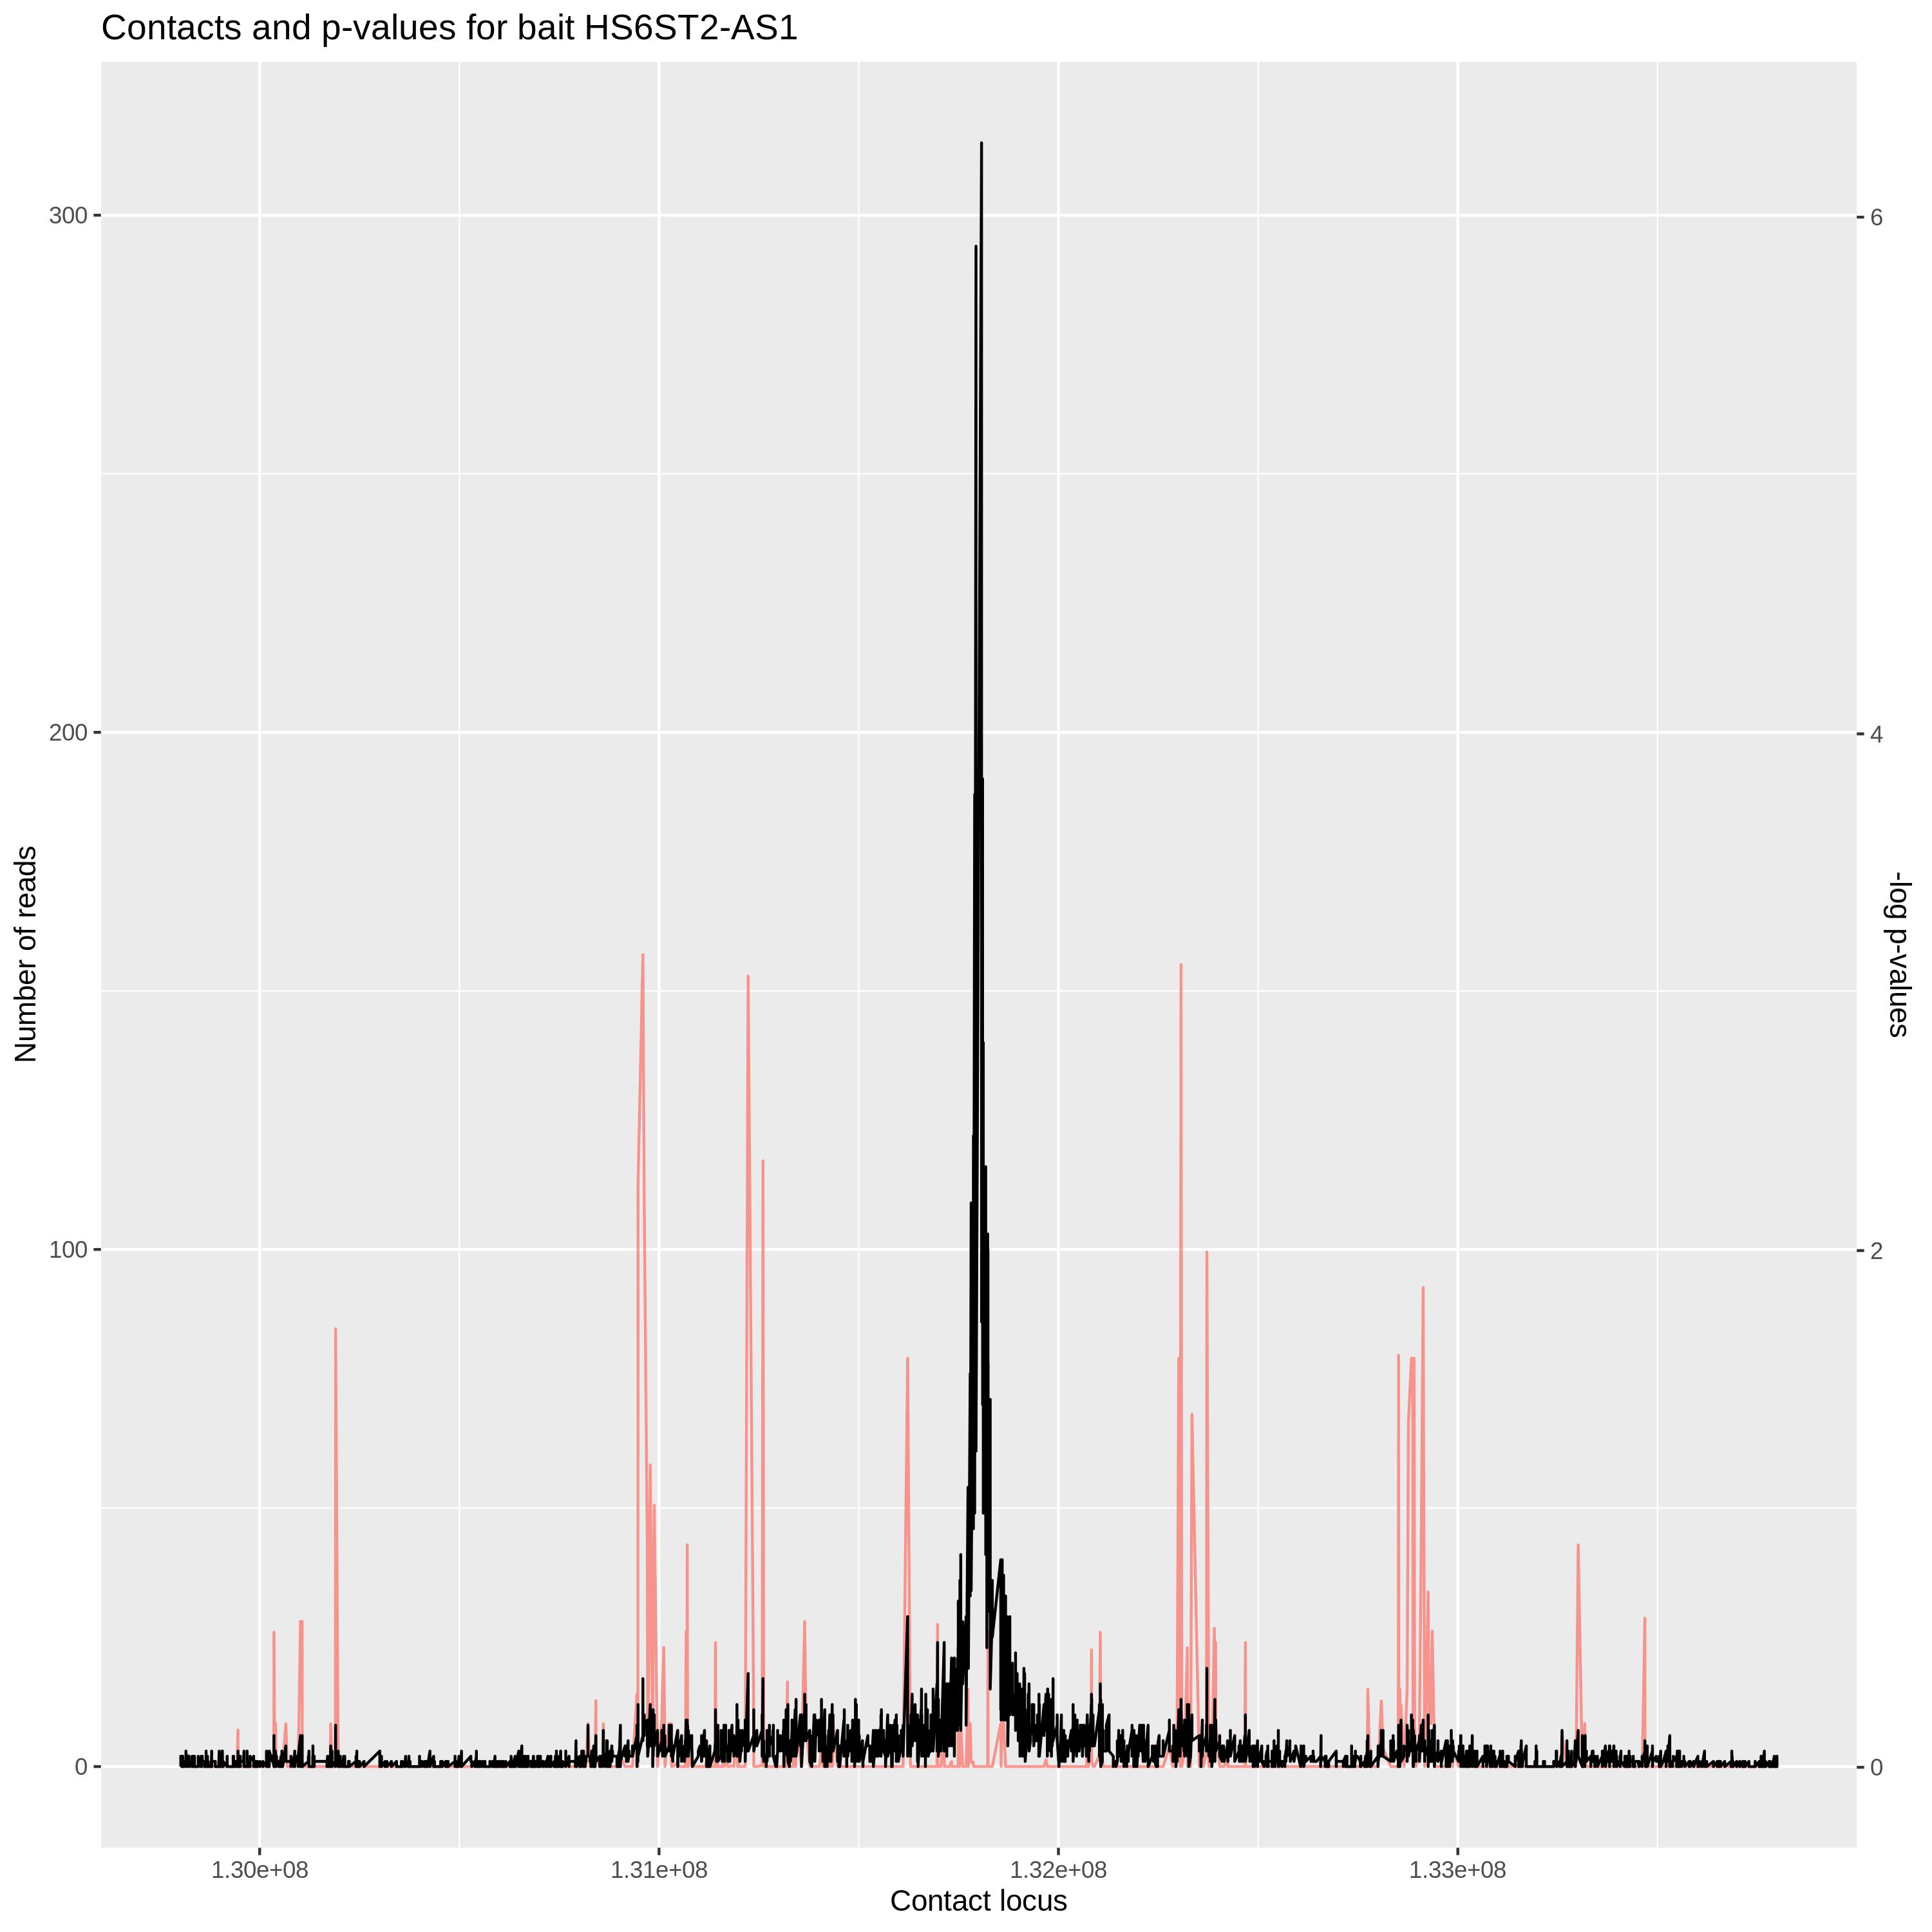 Contacts and p-values for bait HS6ST2-AS1
300
200
100
0
Number of reads
6
4
2
0
-log p-values
1.30e+08 1.31e+08 1.32e+08 1.33e+08
Contact locus